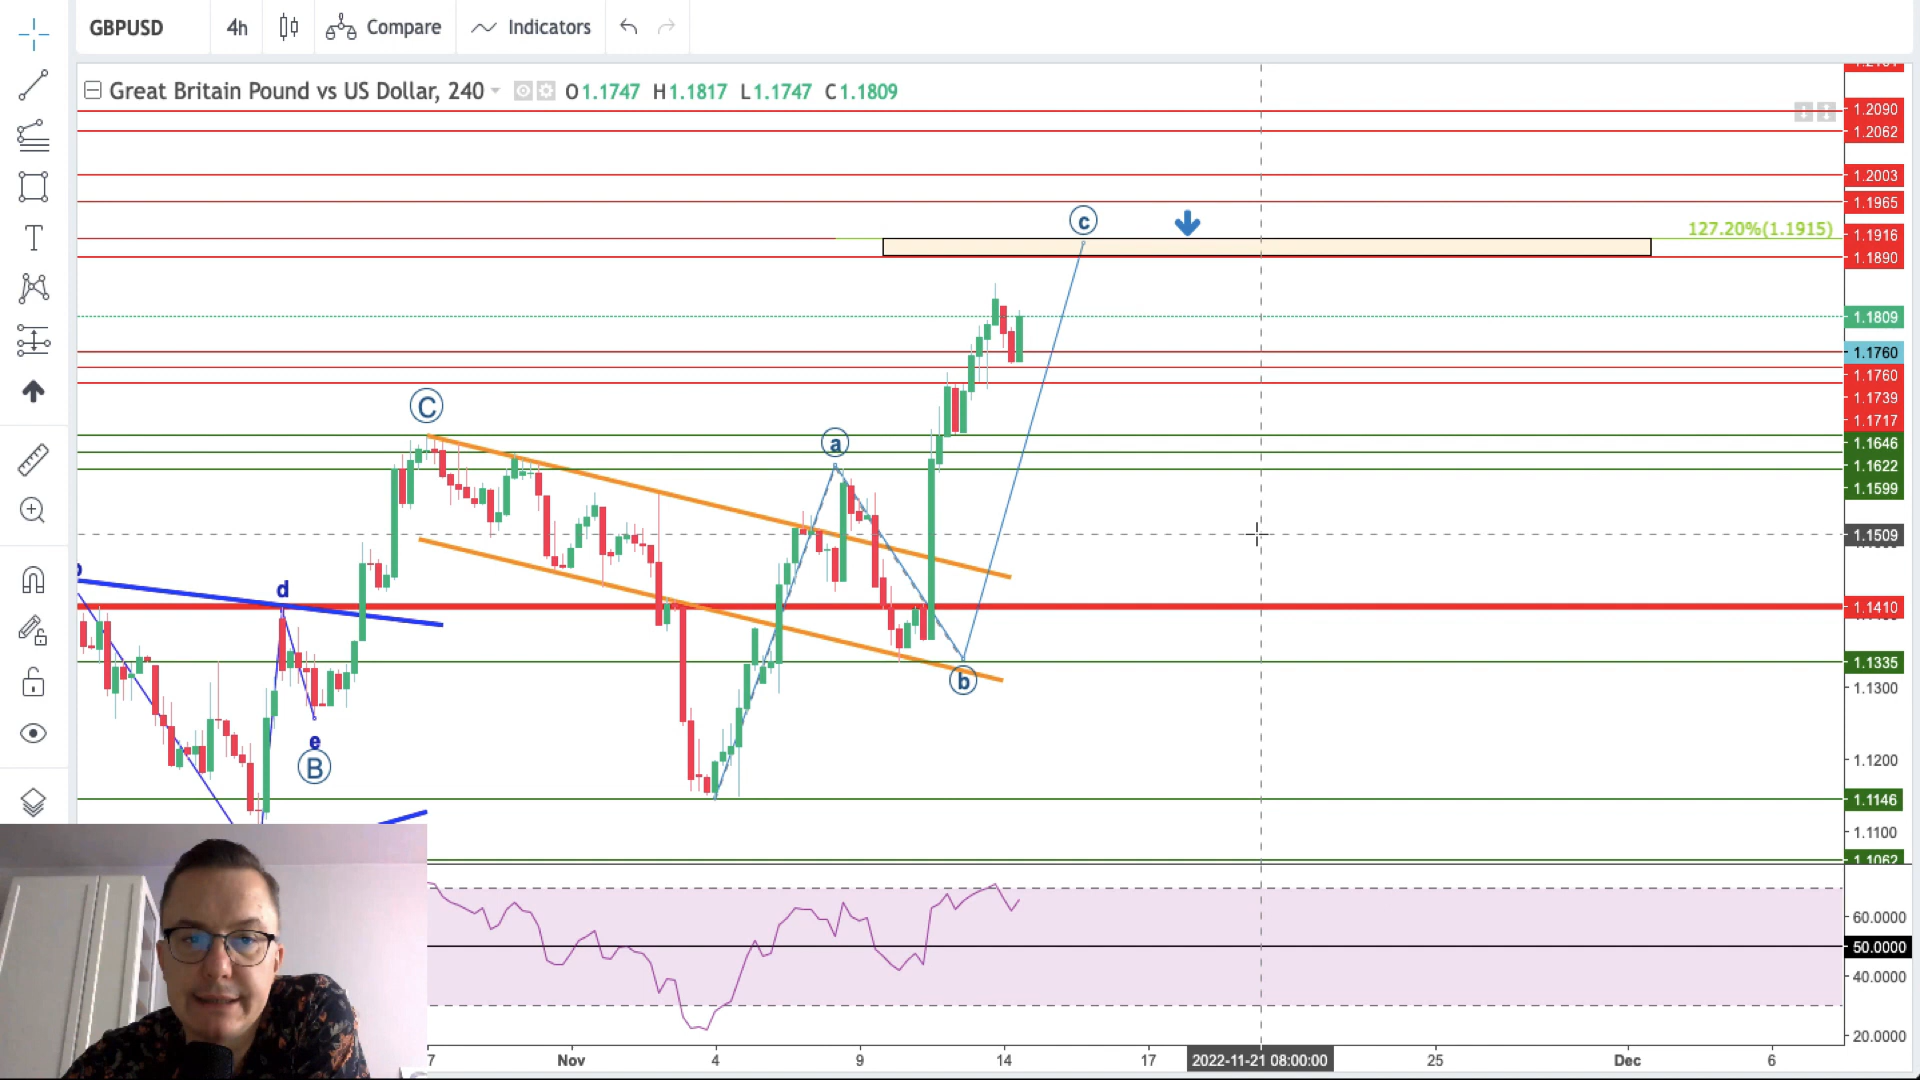 GBPUSD 4h Compare Indicators
Great Britain Pound vs US Dollar, 240 O1.1747 H1.1817 L1.1747 C1.1809
1.2090
1.2062
1.2003
1.1965
c
127.20%(1.1915)
1.1916
1.1890
1.1809
1.1760
1.1760
1.1739
1.1717
C
a
1.1646
1.1622
1.1599
1.1509
d
1.1410
1.1335
b
1.1300
e
B
1.1200
1.1146
1.1100
1.1062
60.0000
50.0000
40.0000
20.0000
7 Nov 4 9 14 17 2022-11-21 08:00:00 25 Dec 6